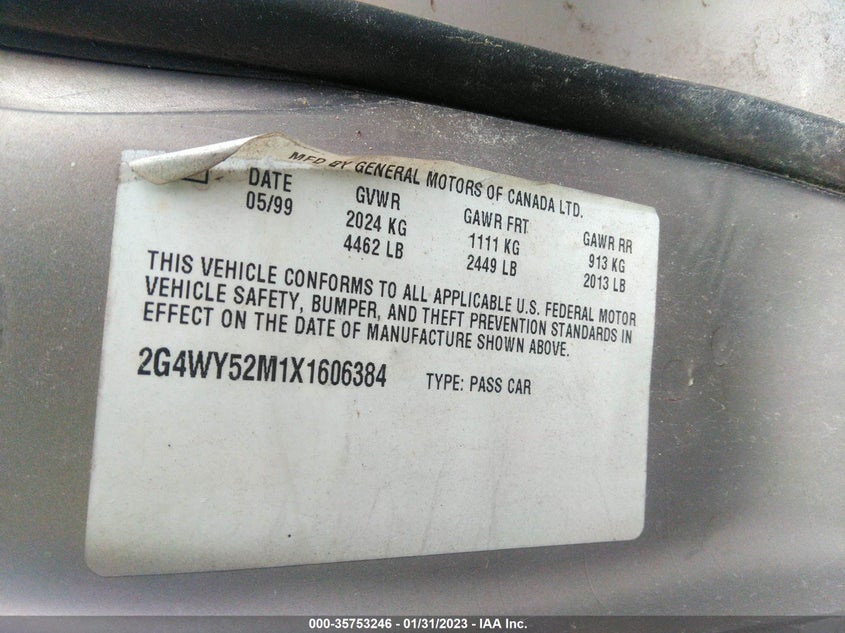 MFD BY GENERAL MOTORS OF CANADA LTD.
DATE GVWR GAWR FRT GAWR RR
05/99 2024 KG 1111 KG 913 KG
4462 LB 2449 LB 2013 LB
THIS VEHICLE CONFORMS TO ALL APPLICABLE U.S. FEDERAL MOTOR
VEHICLE SAFETY, BUMPER, AND THEFT PREVENTION STANDARDS IN
EFFECT ON THE DATE OF MANUFACTURE SHOWN ABOVE.
2G4WY52M1X1606384 TYPE: PASS CAR
000-35753246 - 01/31/2023 - IAA Inc.